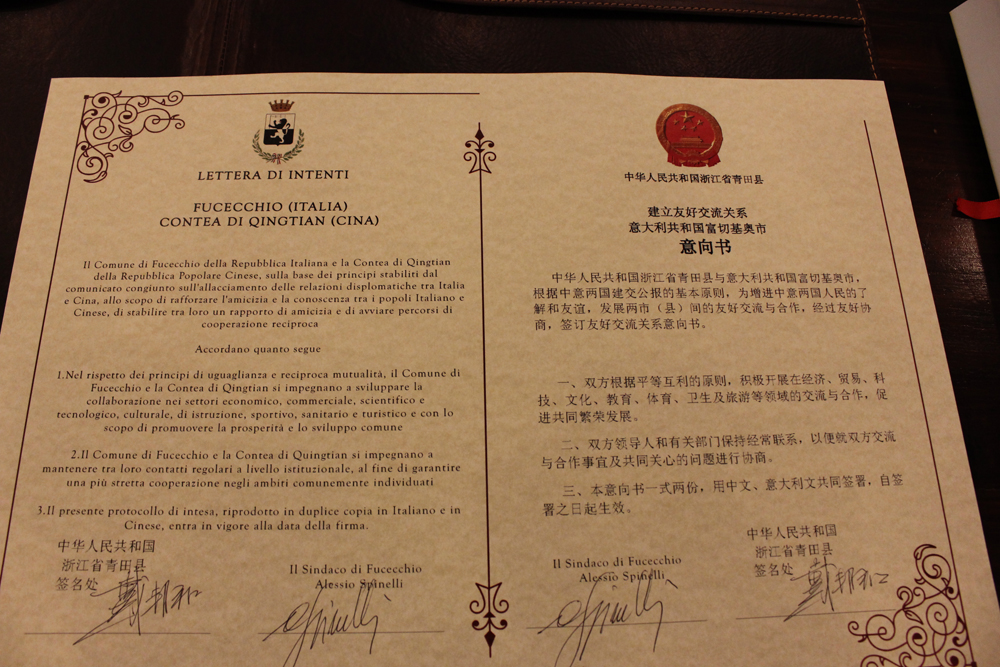 LETTERA DI INTENTI
FUCECCHIO (ITALIA)
CONTEA DI QINGTIAN (CINA)
Il Comune di Fucecchio della Repubblica Italiana e la Contea di Qingtian
della Repubblica Popolare Cinese, sulla base dei principi stabiliti dal
comunicato congiunto sull'allacciamento delle relazioni displomatiche tra Italia
e Cina, allo scopo di rafforzare l'amicizia e la conoscenza tra i popoli Italiano e
Cinese, di stabilire tra loro un rapporto di amicizia e di avviare percorsi di
cooperazione reciproca
Accordano quanto segue
1.Nel rispetto dei principi di uguaglianza e reciproca mutualità, il Comune di
Fucecchio e la Contea di Qingtian si impegnano a sviluppare la
collaborazione nei settori economico, commerciale, scientifico e
tecnologico, culturale, di istruzione, sportivo, sanitario e turistico e con lo
scopo di promuovere la prosperità e lo sviluppo comune
2.Il Comune di Fucecchio e la Contea di Quingtian si impegnano a
mantenere tra loro contatti regolari a livello istituzionale, al fine di garantire
una più stretta cooperazione negli ambiti comunemente individuati
3.Il presente protocollo di intesa, riprodotto in duplice copia in Italiano e in
Cinese, entra in vigore alla data della firma.
中华人民共和国
浙江省青田县
签名处
Il Sindaco di Fucecchio
Alessio Spinelli
中华人民共和国浙江省青田县
建立友好交流关系
意大利共和国富切基奥市
意向书
中华人民共和国浙江省青田县与意大利共和国富切基奥市,
根据中意两国建交公报的基本原则,为增进中意两国人民的了
解和友谊,发展两市(县)间的友好交流与合作,经过友好协
商,签订友好交流关系意向书。
一、双方根据平等互利的原则,积极开展在经济、贸易、科
技、文化、教育、体育、卫生及旅游等领域的交流与合作,促
进共同繁荣发展。
二、双方领导人和有关部门保持经常联系,以便就双方交流
与合作事宜及共同关心的问题进行协商。
三、本意向书一式两份,用中文、意大利文共同签署,自签
署之日起生效。
Il Sindaco di Fucecchio
Alessio Spinelli
中华人民共和国
浙江省青田县
签名处